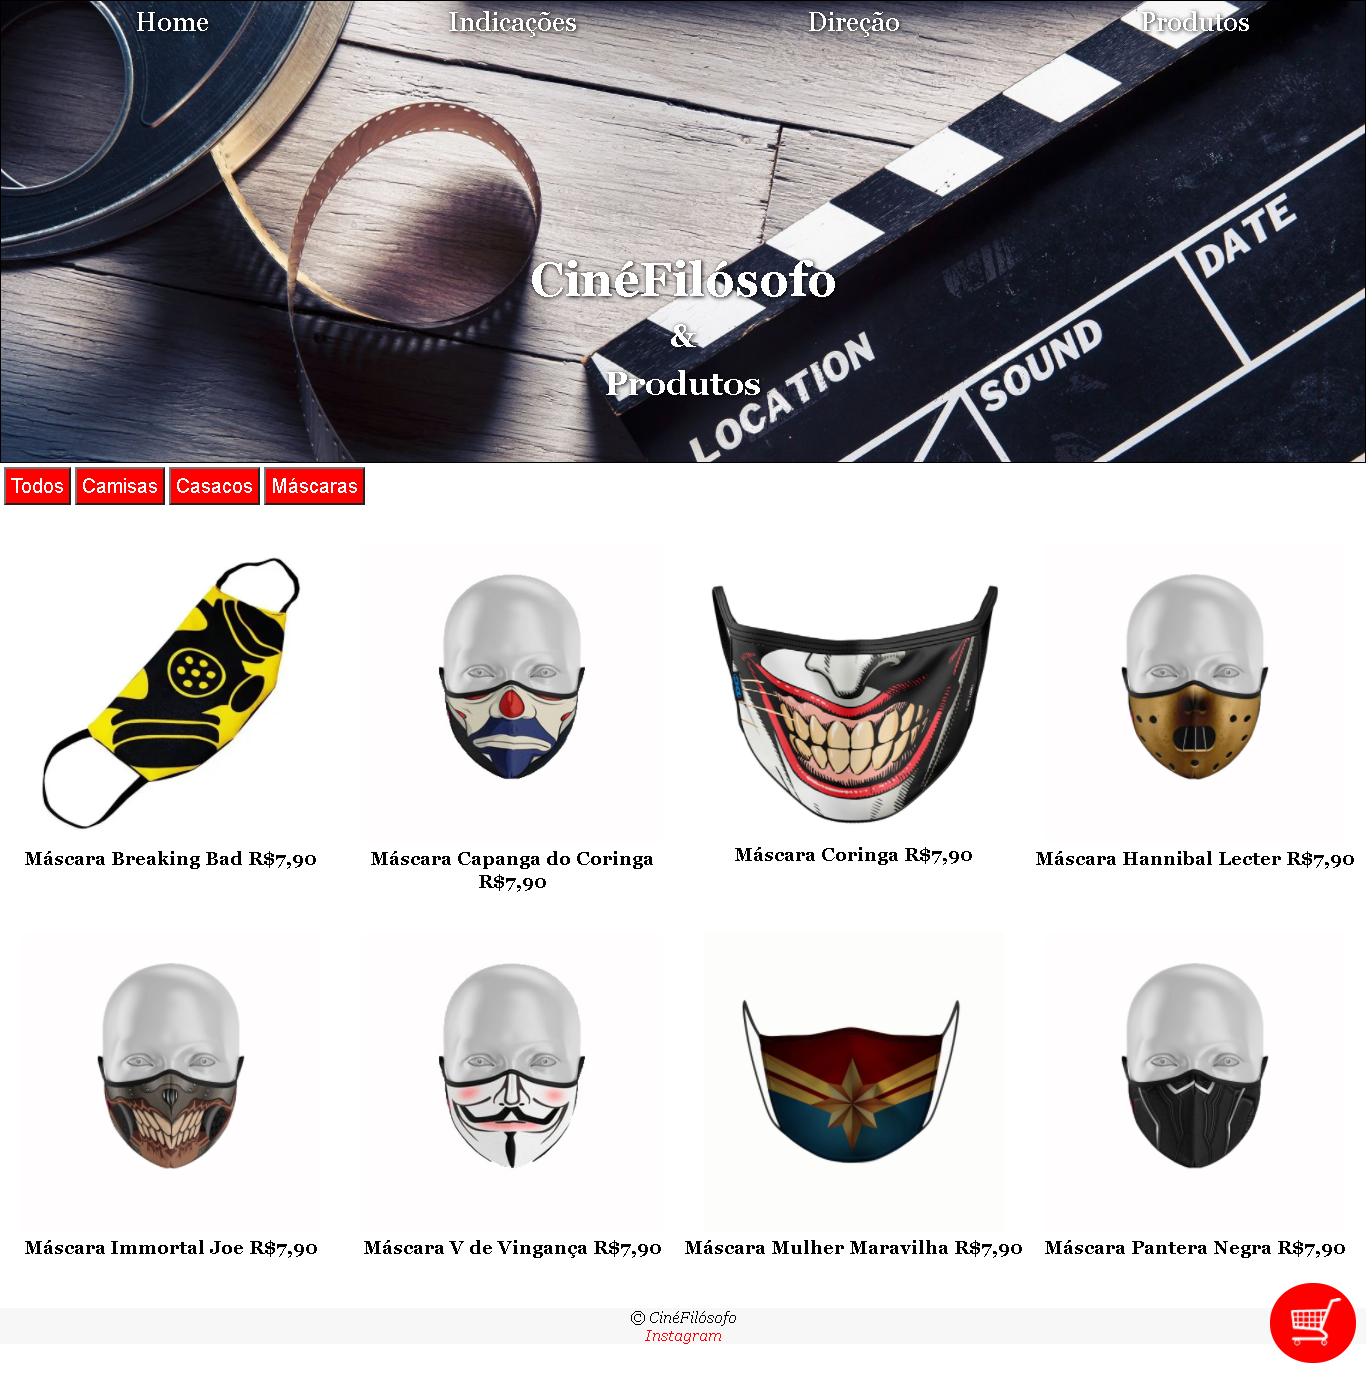 Home Indicações Direção Produtos
CinéFilósofo
&
Produtos
LOCATION
SOUND
DATE
Todos Camisas Casacos Máscaras
Máscara Breaking Bad R$7,90
Máscara Capanga do Coringa
R$7,90
Máscara Coringa R$7,90
Máscara Hannibal Lecter R$7,90
Máscara Immortal Joe R$7,90
Máscara V de Vingança R$7,90
Máscara Mulher Maravilha R$7,90
Máscara Pantera Negra R$7,90
© CinéFilósofo
Instagram